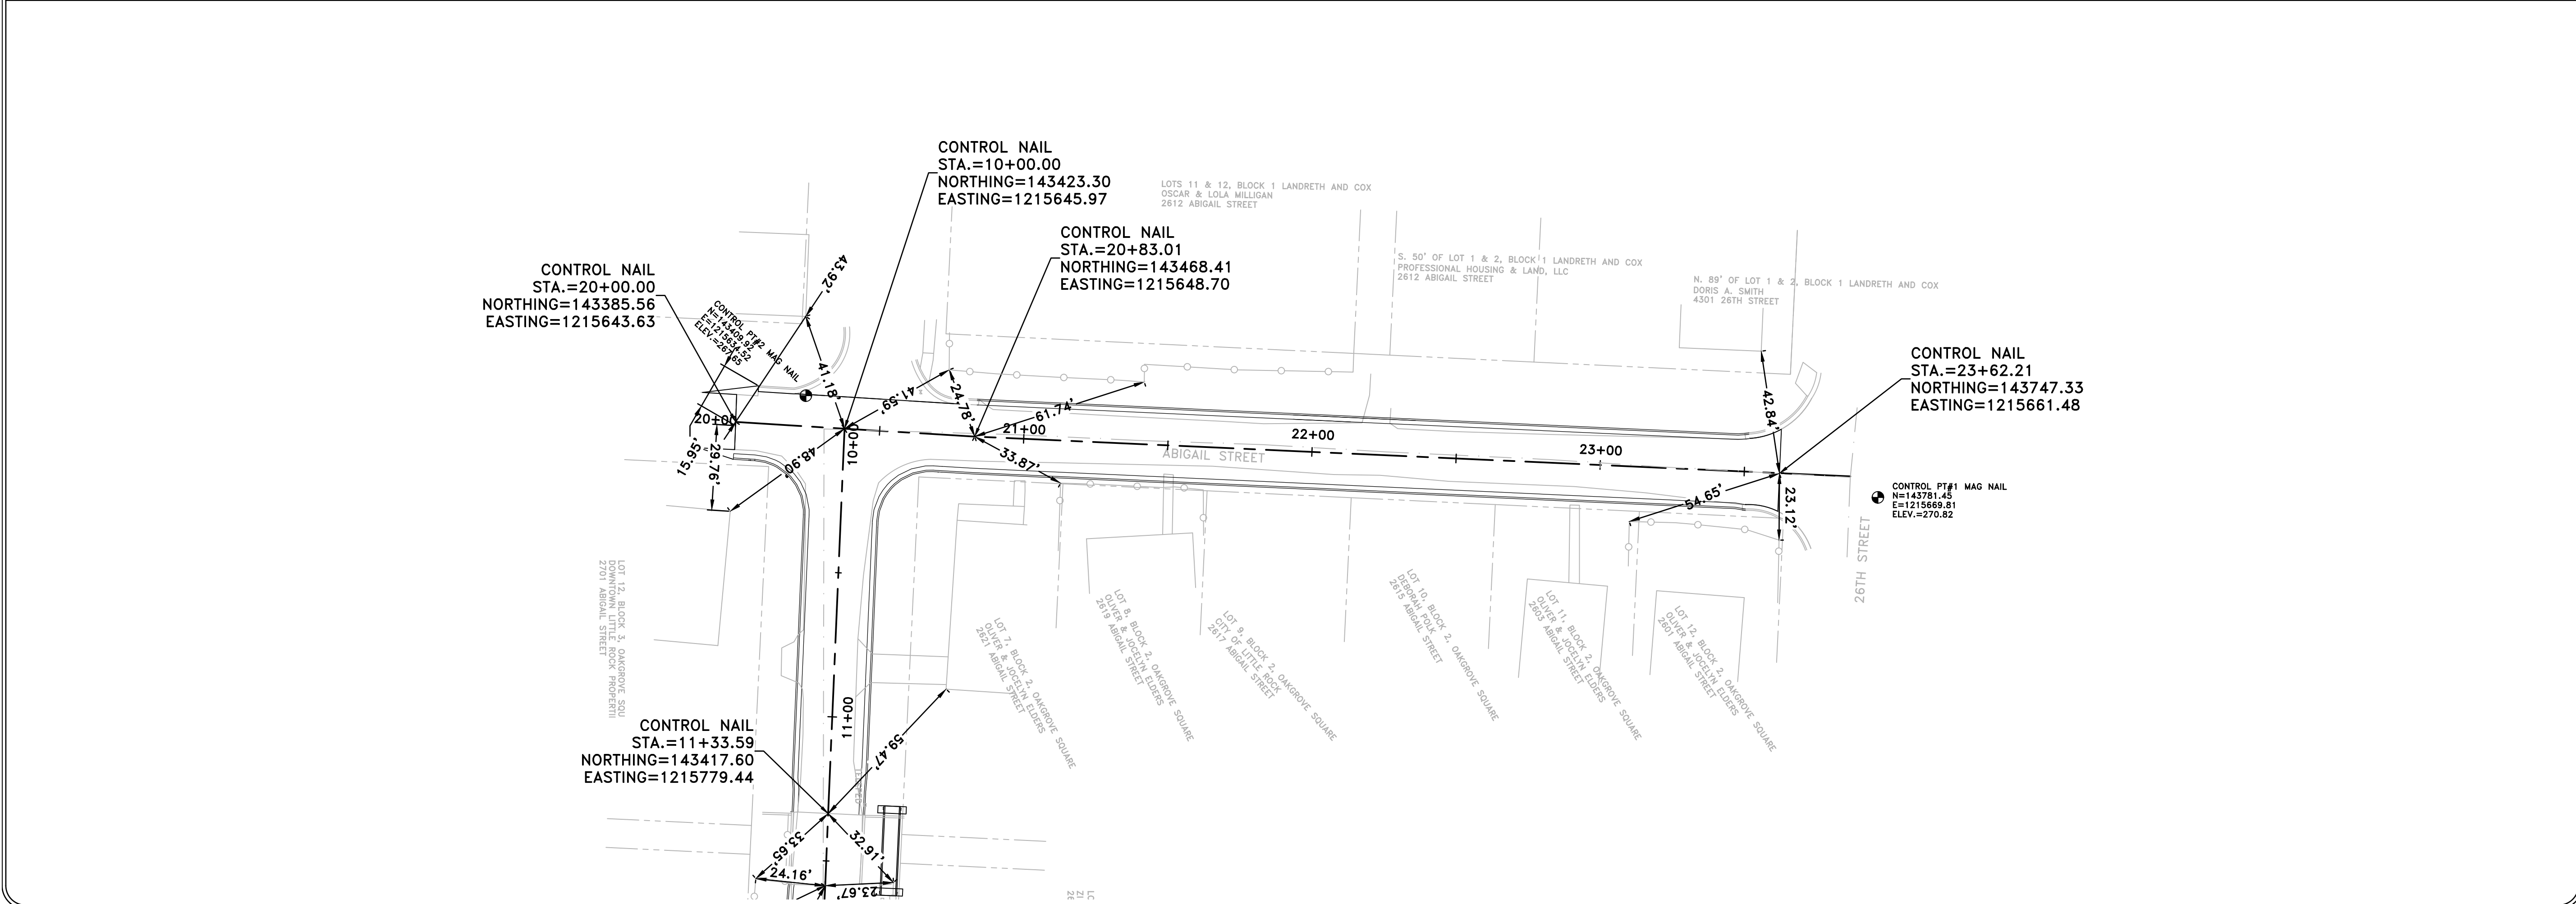 CONTROL NAIL
STA.=10+00.00
NORTHING=143423.30
EASTING=1215645.97
LOTS 11 & 12, BLOCK 1 LANDRETH AND COX
OSCAR & LOLA MILLIGAN
2612 ABIGAIL STREET
CONTROL NAIL
STA.=20+83.01
NORTHING=143468.41
EASTING=1215648.70
S. 50' OF LOT 1 & 2, BLOCK 1 LANDRETH AND COX
PROFESSIONAL HOUSING & LAND, LLC
2612 ABIGAIL STREET
N. 89' OF LOT 1 & 2, BLOCK 1 LANDRETH AND COX
DORIS A. SMITH
4301 26TH STREET
CONTROL NAIL
STA.=20+00.00
NORTHING=143385.56
EASTING=1215643.63
43.92'
CONTROL PT#2 MAG NAIL
N=143409.92
E=1215634.52
ELEV.=267.65
CONTROL NAIL
STA.=23+62.21
NORTHING=143747.33
EASTING=1215661.48
41.18'
41.59'
24.78'
61.74'
42.84'
20+00
10+00
21+00
22+00
23+00
15.95'
29.76'
48.90'
33.87'
ABIGAIL STREET
54.65'
23.12'
CONTROL PT#1 MAG NAIL
N=143781.45
E=1215669.81
ELEV.=270.82
26TH STREET
LOT 12, BLOCK 3, OAKGROVE SQU
DOWNTOWN LITTLE ROCK PROPERTI
2701 ABIGAIL STREET
LOT 7, BLOCK 2, OAKGROVE SQUARE
OLIVER & JOCELYN ELDERS
2621 ABIGAIL STREET
LOT 8, BLOCK 2, OAKGROVE SQUARE
OLIVER & JOCELYN ELDERS
2619 ABIGAIL STREET
LOT 9, BLOCK 2, OAKGROVE SQUARE
CITY OF LITTLE ROCK
2617 ABIGAIL STREET
LOT 10, BLOCK 2, OAKGROVE SQUARE
DEBORAH POLK
2615 ABIGAIL STREET
LOT 11, BLOCK 2, OAKGROVE SQUARE
OLIVER & JOCELYN ELDERS
2603 ABIGAIL STREET
LOT 12, BLOCK 2, OAKGROVE SQUARE
OLIVER & JOCELYN ELDERS
2601 ABIGAIL STREET
11+00
CONTROL NAIL
STA.=11+33.59
NORTHING=143417.60
EASTING=1215779.44
59.47'
33.65'
32.91'
24.16'
23.67'